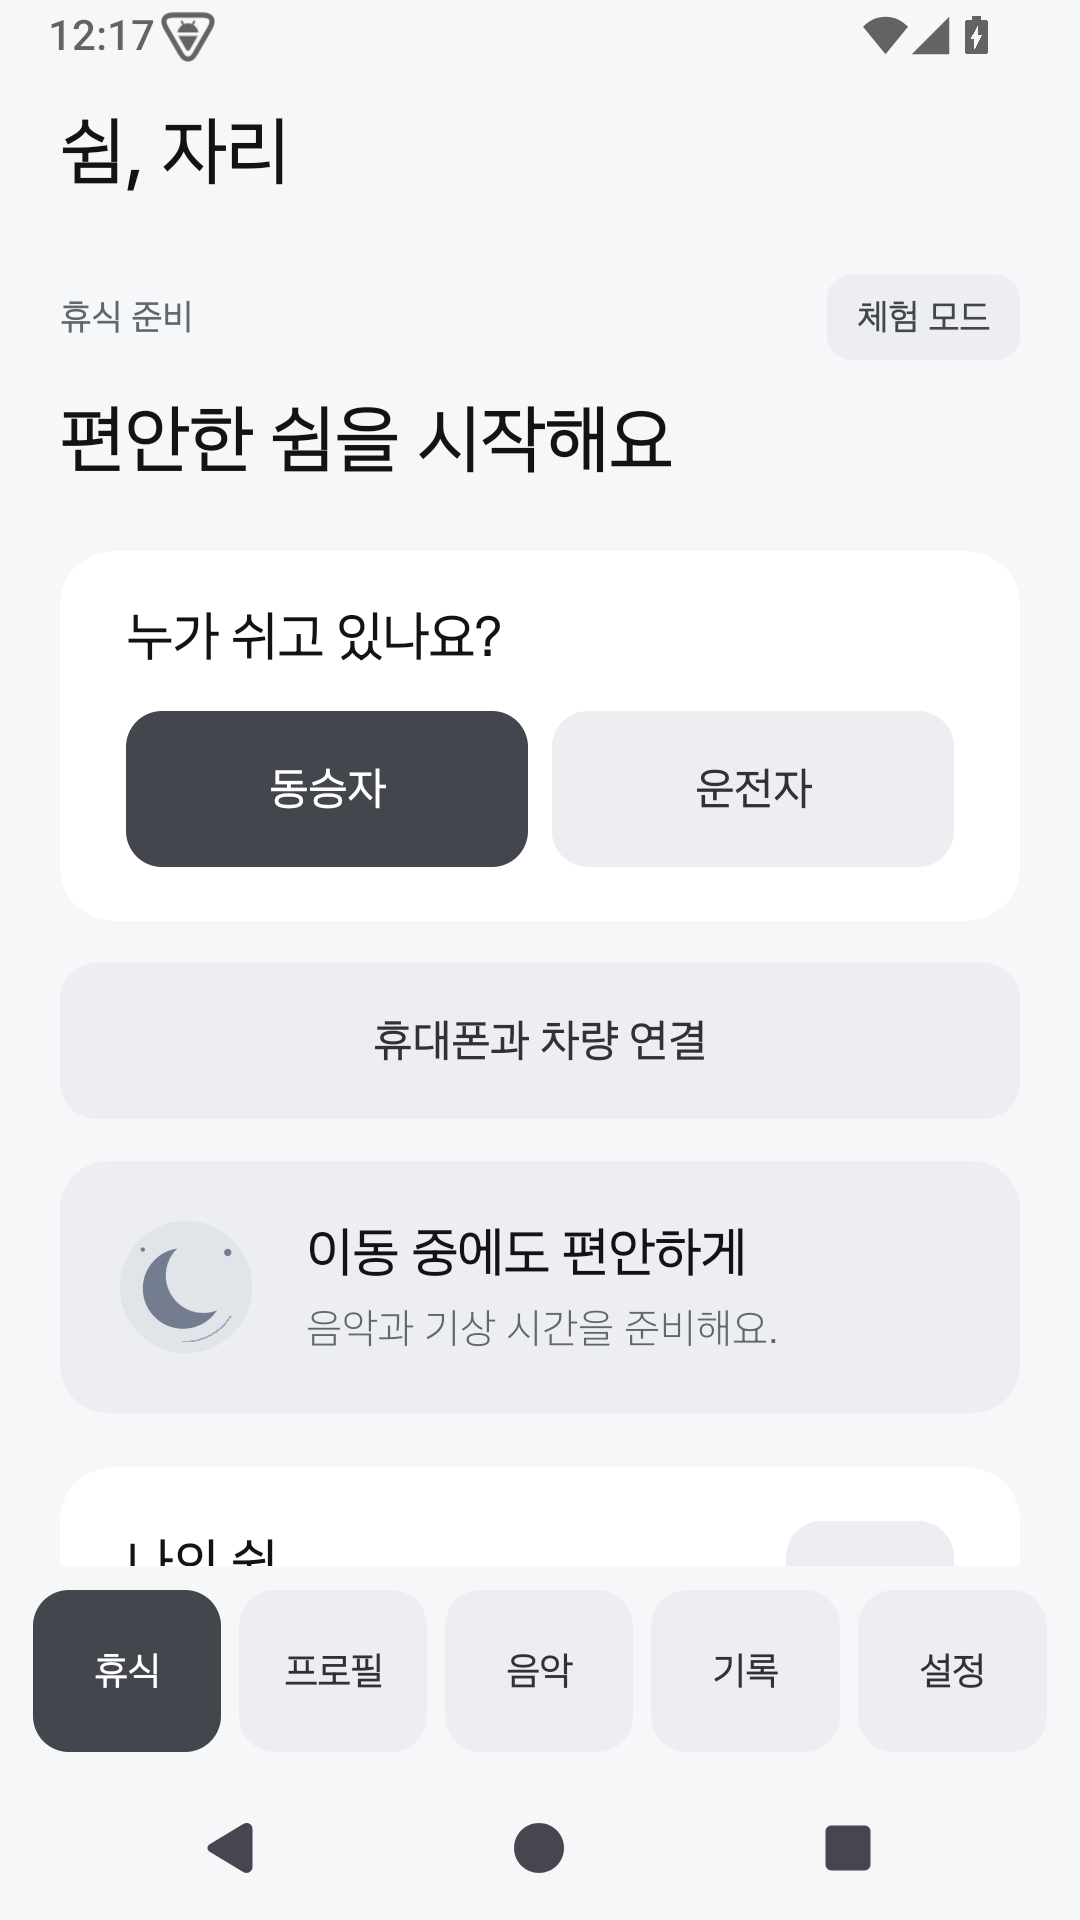 12:17
쉼, 자리
휴식 준비
체험 모드
편안한 쉼을 시작해요
누가 쉬고 있나요?
동승자
운전자
휴대폰과 차량 연결
이동 중에도 편안하게
음악과 기상 시간을 준비해요.
나의 쉼
휴식
프로필
음악
기록
설정